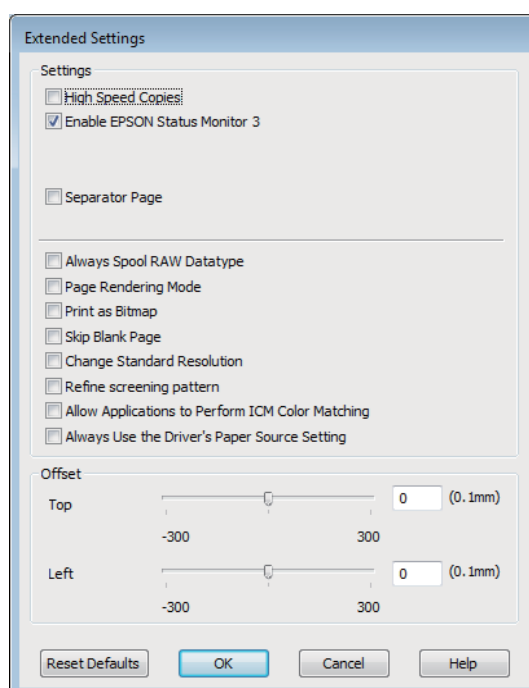 Extended Settings
Settings
High Speed Copies
Enable EPSON Status Monitor 3
Separator Page
Always Spool RAW Datatype
Page Rendering Mode
Print as Bitmap
Skip Blank Page
Change Standard Resolution
Refine screening pattern
Allow Applications to Perform ICM Color Matching
Always Use the Driver's Paper Source Setting
Offset
Top 0 (0.1mm)
-300 300
Left 0 (0.1mm)
-300 300
Reset Defaults OK Cancel Help